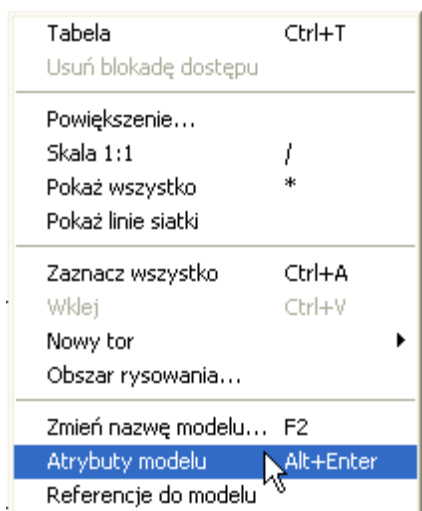 Tabela Ctrl+T
Usuń blokadę dostępu
Powiększenie...
Skala 1:1 /
Pokaż wszystko *
Pokaż linie siatki
Zaznacz wszystko Ctrl+A
Wklej Ctrl+V
Nowy tor
Obszar rysowania...
Zmień nazwę modelu... F2
Atrybuty modelu Alt+Enter
Referencje do modelu